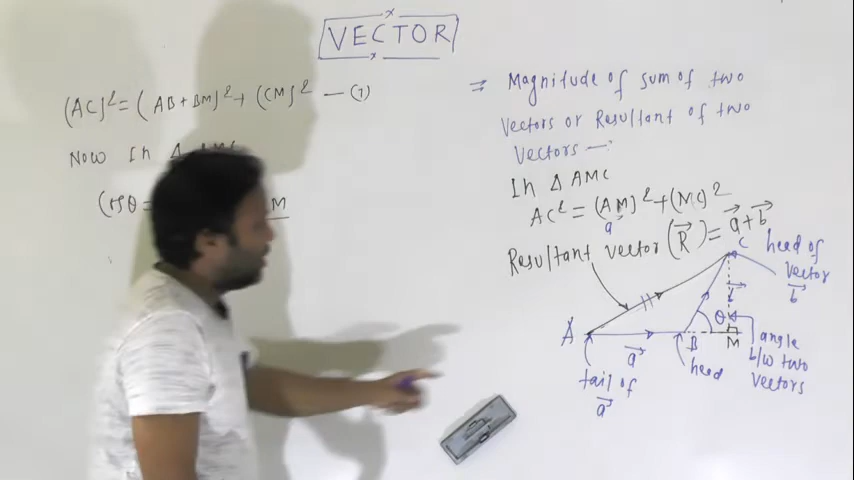 VECTOR
(AC)² = (AB + BM)² + (CM)² — (1)
Now In Δ
M
⇒ Magnitude of sum of two
Vectors or Resultant of two
Vectors —:
In Δ AMC
AC² = (AM)² + (MC)²
a⃗
Resultant vector (R⃗) = a⃗ + b⃗
C
head of
vector
b⃗
θ
A
B
M
a⃗
head
angle
b/w two
vectors
tail of
a⃗